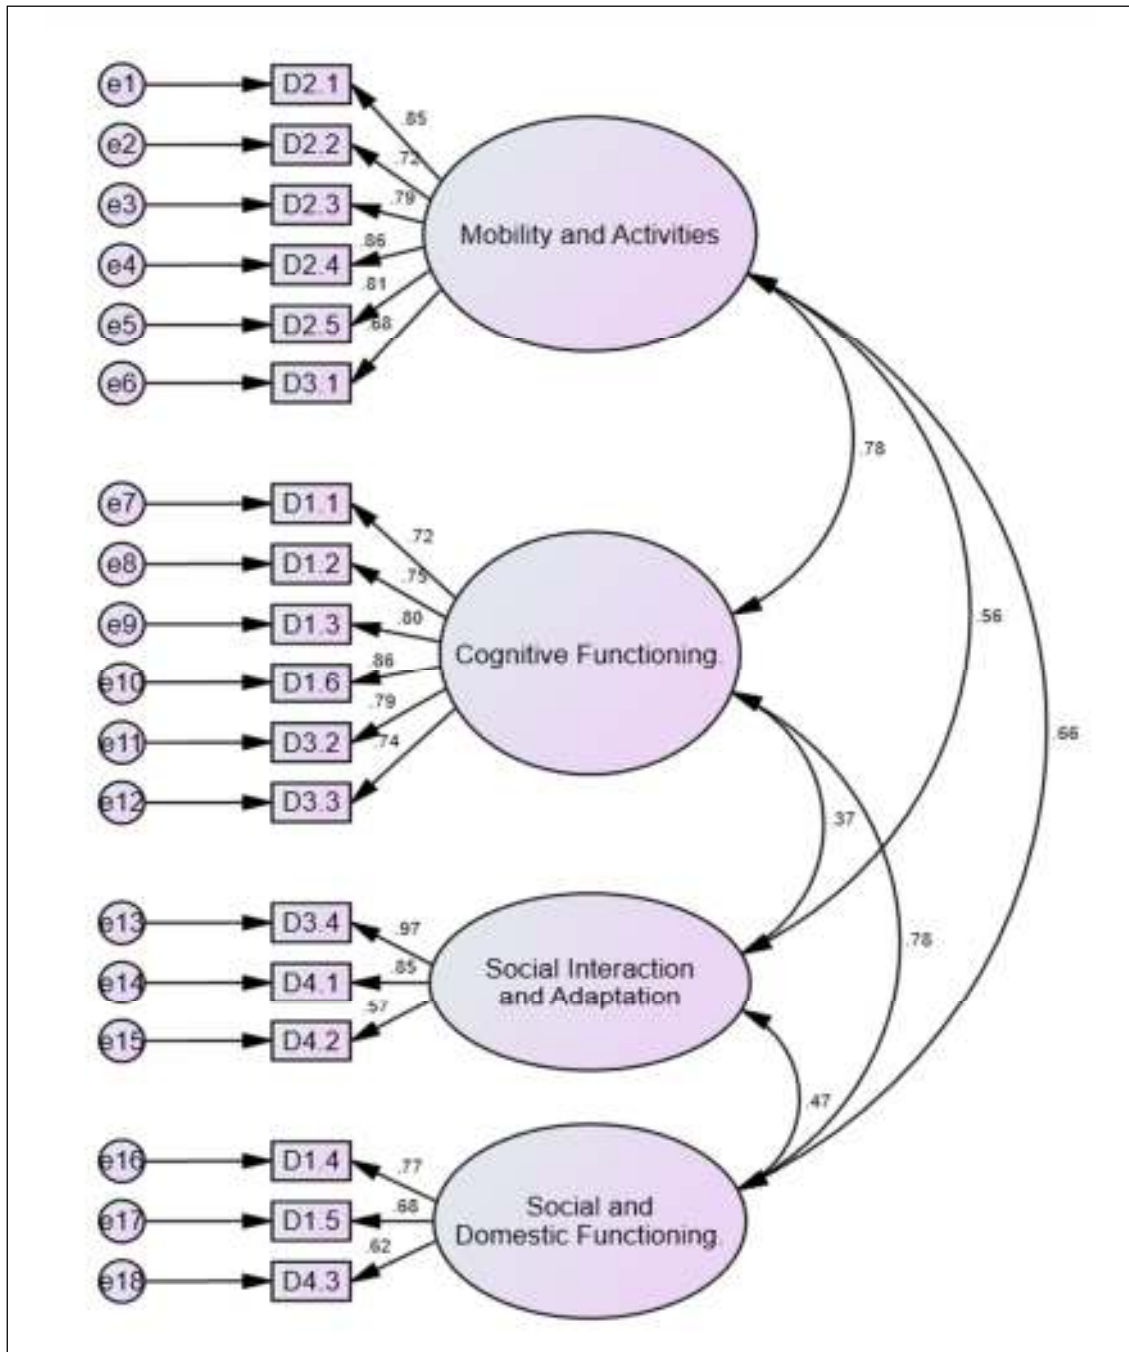 e1 D2.1
.85
e2 D2.2
.72
e3 D2.3
.79
Mobility and Activities
e4 D2.4
.86
e5 D2.5
.81
.68
e6 D3.1
.78
e7 D1.1
.72
e8 D1.2
.75
e9 D1.3
.80
.56
Cognitive Functioning.
e10 D1.6
.86
.79
e11 D3.2
.74
.66
e12 D3.3
.37
e13 D3.4
.97
.78
.85
Social Interaction
and Adaptation
e14 D4.1
.57
e15 D4.2
.47
e16 D1.4
.77
.68
Social and
Domestic Functioning.
e17 D1.5
.62
e18 D4.3